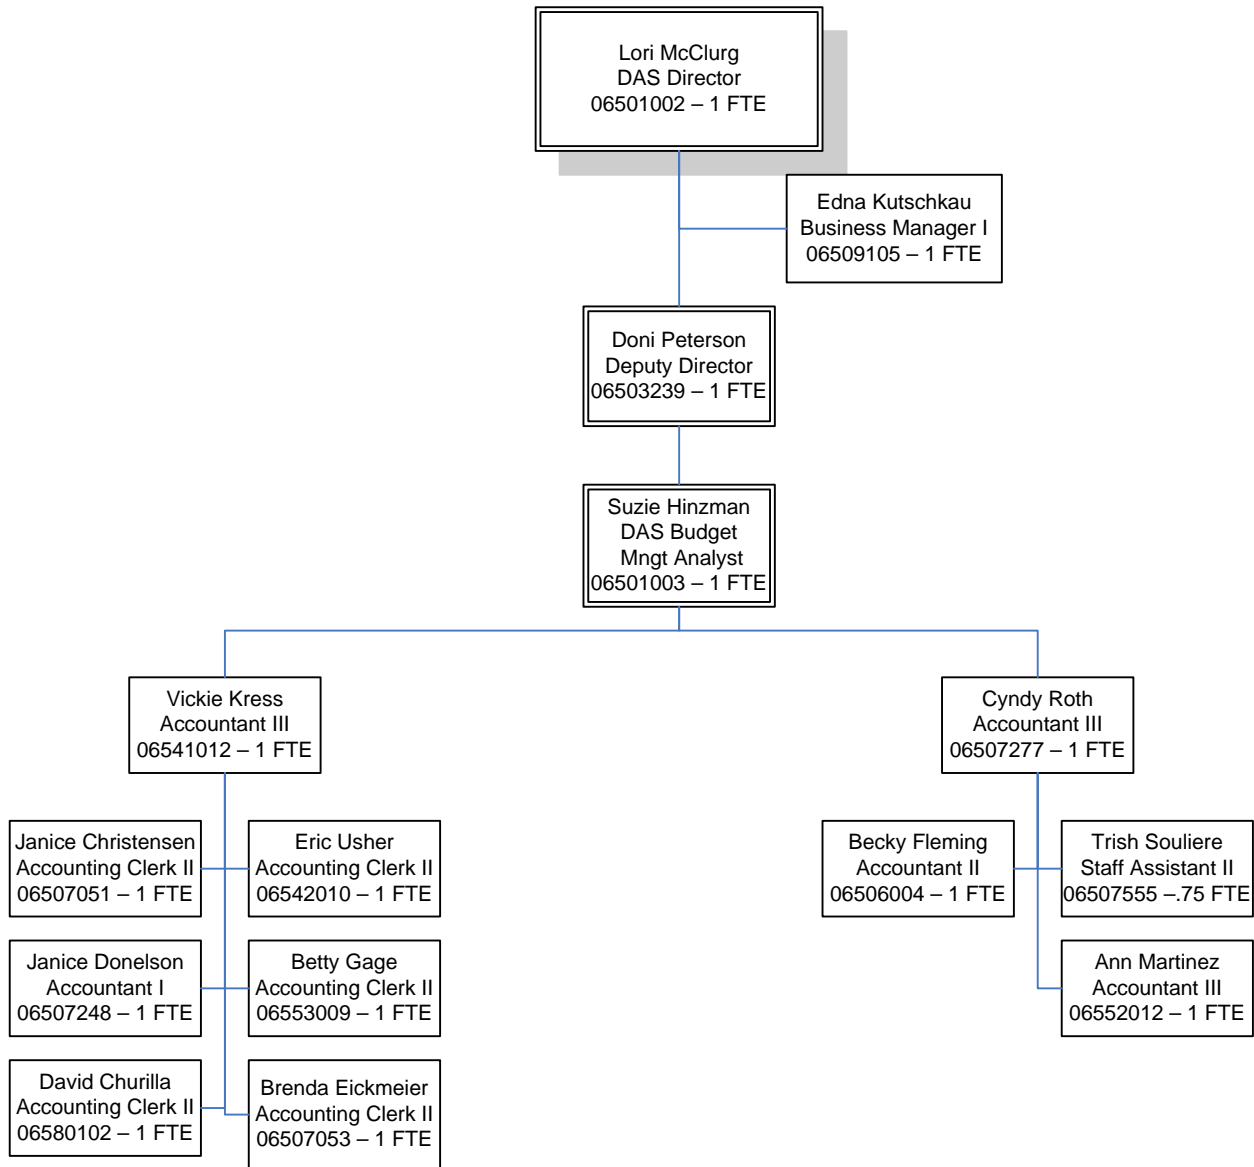 Lori McClurg
DAS Director
06501002 – 1 FTE
Edna Kutschkau
Business Manager I
06509105 – 1 FTE
Doni Peterson
Deputy Director
06503239 – 1 FTE
Suzie Hinzman
DAS Budget
Mngt Analyst
06501003 – 1 FTE
Vickie Kress
Accountant III
06541012 – 1 FTE
Cyndy Roth
Accountant III
06507277 – 1 FTE
Janice Christensen
Accounting Clerk II
06507051 – 1 FTE
Eric Usher
Accounting Clerk II
06542010 – 1 FTE
Becky Fleming
Accountant II
06506004 – 1 FTE
Trish Souliere
Staff Assistant II
06507555 –.75 FTE
Janice Donelson
Accountant I
06507248 – 1 FTE
Betty Gage
Accounting Clerk II
06553009 – 1 FTE
Ann Martinez
Accountant III
06552012 – 1 FTE
David Churilla
Accounting Clerk II
06580102 – 1 FTE
Brenda Eickmeier
Accounting Clerk II
06507053 – 1 FTE